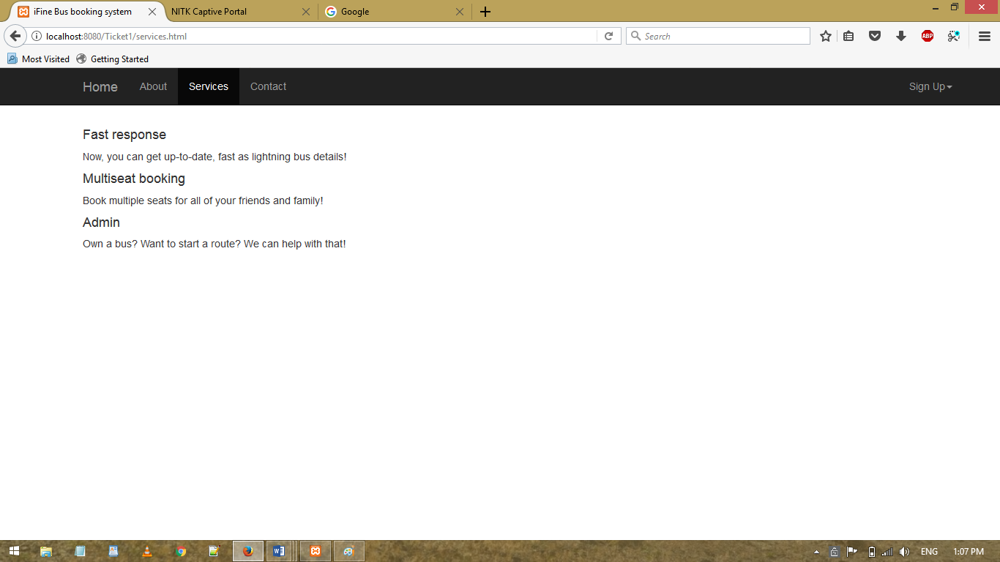 iFine Bus booking system
NITK Captive Portal
Google
localhost:8080/Ticket1/services.html
Search
ABP
Most Visited
Getting Started
Home
About
Services
Contact
Sign Up
Fast response
Now, you can get up-to-date, fast as lightning bus details!
Multiseat booking
Book multiple seats for all of your friends and family!
Admin
Own a bus? Want to start a route? We can help with that!
ENG
1:07 PM